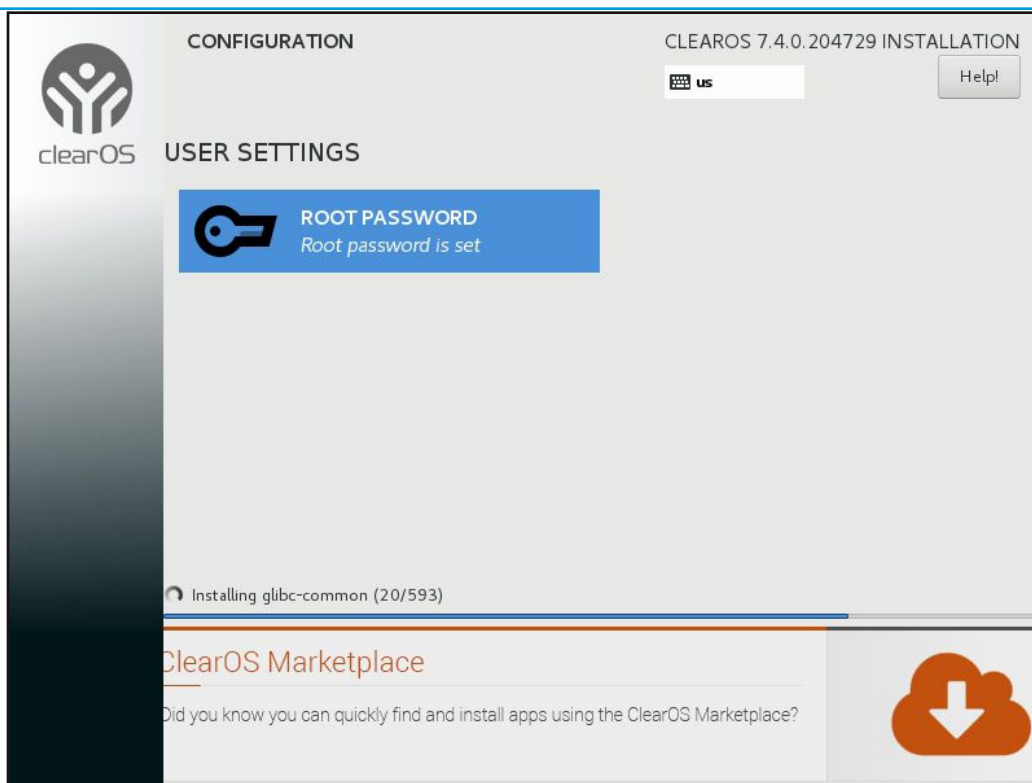 CONFIGURATION
CLEAROS 7.4.0.204729 INSTALLATION
us
Help!
clearOS
USER SETTINGS
ROOT PASSWORD
Root password is set
Installing glibc-common (20/593)
ClearOS Marketplace
Did you know you can quickly find and install apps using the ClearOS Marketplace?